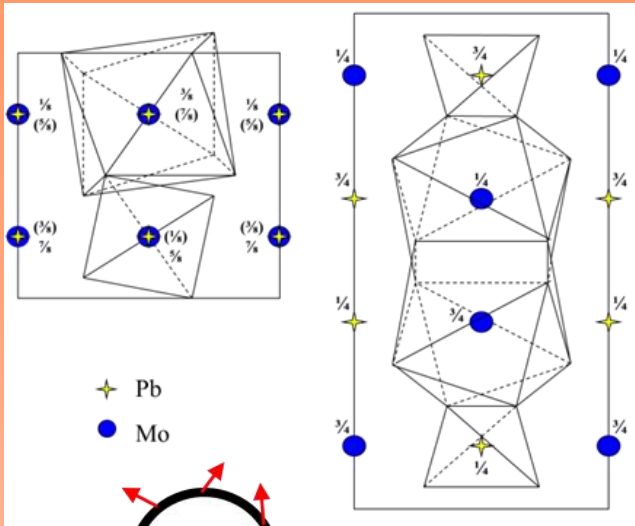 ⅛ ⅜ ⅛
(⅝) (⅞) (⅝)
(⅜) (⅛) (⅜)
⅞ ⅝ ⅞
¼ ¾ ¼
¾ ¼ ¾
¼ ¾ ¼
¾ ¾
¼
Pb
Mo